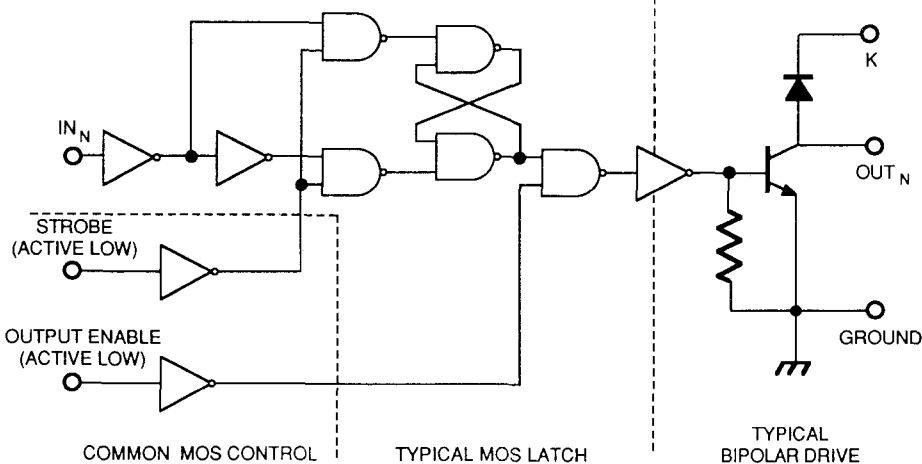 K
IN N
OUT N
STROBE
(ACTIVE LOW)
OUTPUT ENABLE
(ACTIVE LOW)
GROUND
COMMON MOS CONTROL
TYPICAL MOS LATCH
TYPICAL
BIPOLAR DRIVE